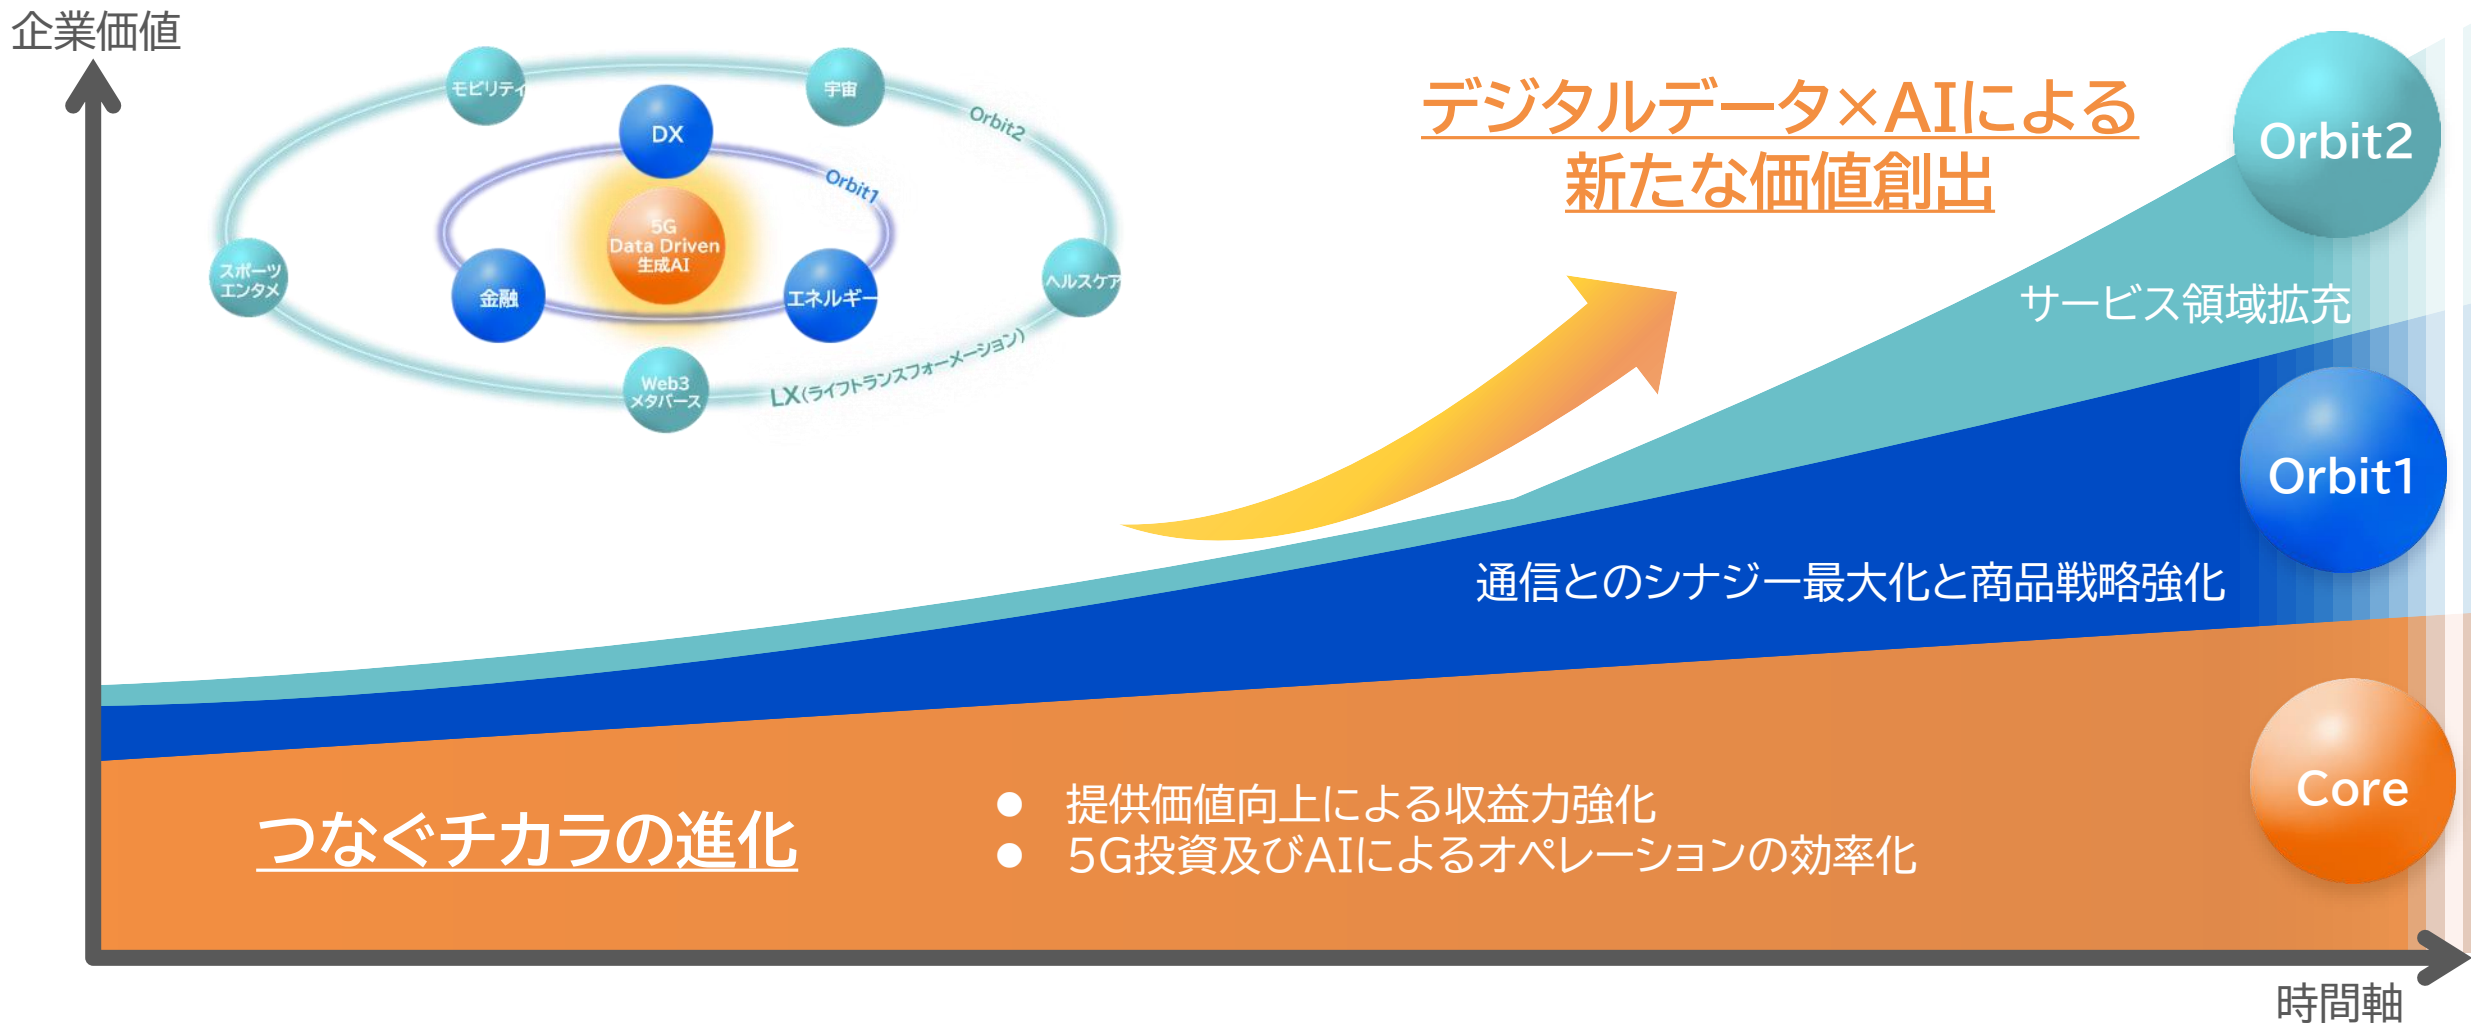 企業価値
モビリティ
宇宙
Orbit2
DX
Orbit1
5G
Data Driven
生成AI
スポーツ
エンタメ
金融
エネルギー
ヘルスケア
Web3
メタバース
LX(ライフトランスフォーメーション)
デジタルデータ×AIによる
新たな価値創出
Orbit2
サービス領域拡充
Orbit1
通信とのシナジー最大化と商品戦略強化
Core
つなぐチカラの進化
● 提供価値向上による収益力強化
● 5G投資及びAIによるオペレーションの効率化
時間軸